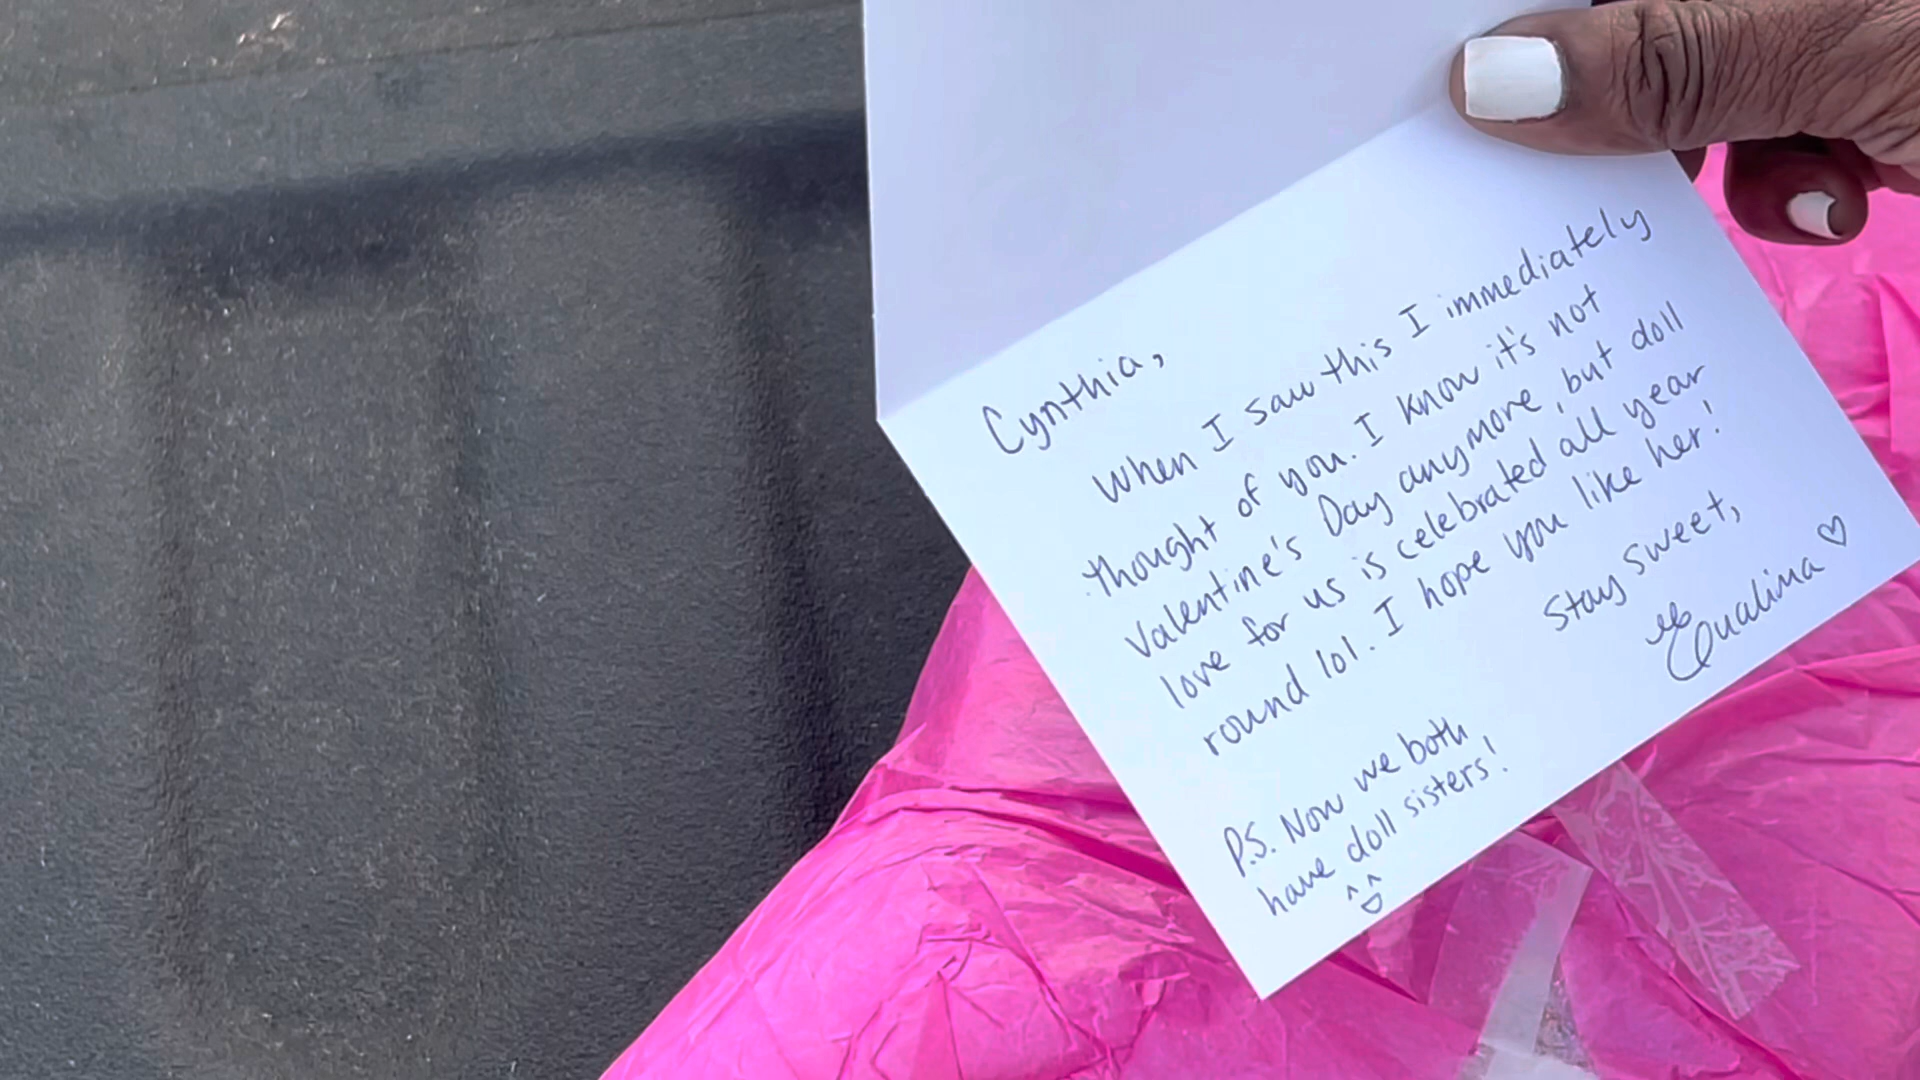 Cynthia,
When I saw this I immediately
thought of you. I know it's not
Valentine's Day anymore, but doll
love for us is celebrated all year
round lol. I hope you like her!
Stay sweet,
Equalina ♡
P.S. Now we both
have doll sisters!